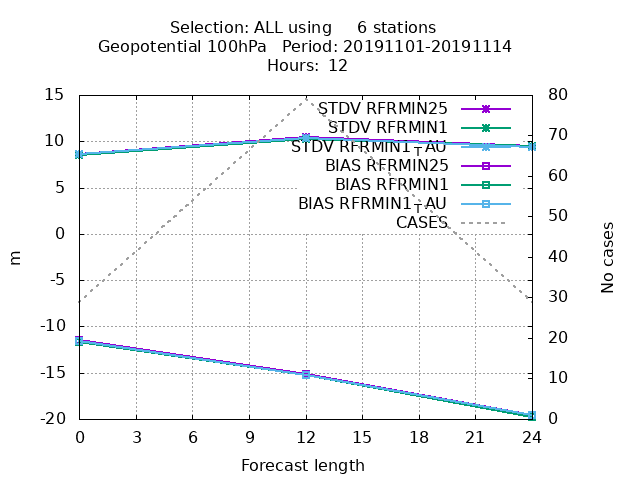 Selection: ALL using     6 stations
Geopotential 100hPa   Period: 20191101-20191114
Hours:  12
15
10
5
0
-5
-10
-15
-20
m
80
70
60
50
40
30
20
10
0
No cases
STDV RFRMIN25
STDV RFRMIN1
STDV RFRMIN1_TAU
BIAS RFRMIN25
BIAS RFRMIN1
BIAS RFRMIN1_TAU
CASES
0 3 6 9 12 15 18 21 24
Forecast length